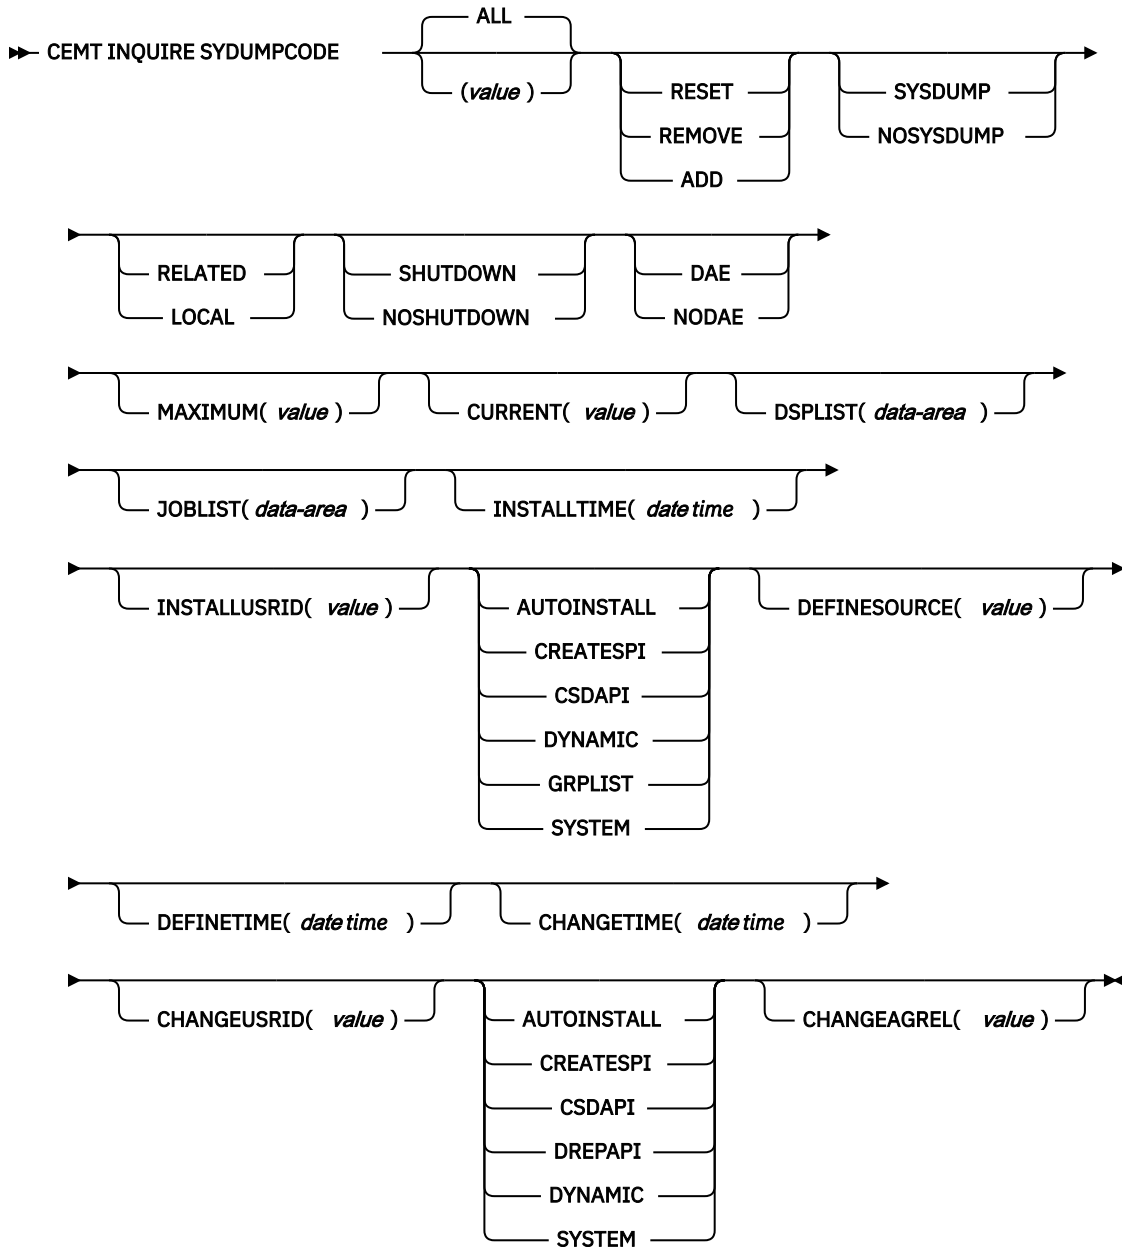 ALL
CEMT INQUIRE SYDUMPCODE
(value )
RESET SYSDUMP
REMOVE NOSYSDUMP
ADD
RELATED SHUTDOWN DAE
LOCAL NOSHUTDOWN NODAE
MAXIMUM( value ) CURRENT( value ) DSPLIST( data-area )
JOBLIST( data-area ) INSTALLTIME( date time )
INSTALLUSRID( value ) AUTOINSTALL DEFINESOURCE( value )
CREATESPI
CSDAPI
DYNAMIC
GRPLIST
SYSTEM
DEFINETIME( date time ) CHANGETIME( date time )
CHANGEUSRID( value ) AUTOINSTALL CHANGEAGREL( value )
CREATESPI
CSDAPI
DREPAPI
DYNAMIC
SYSTEM